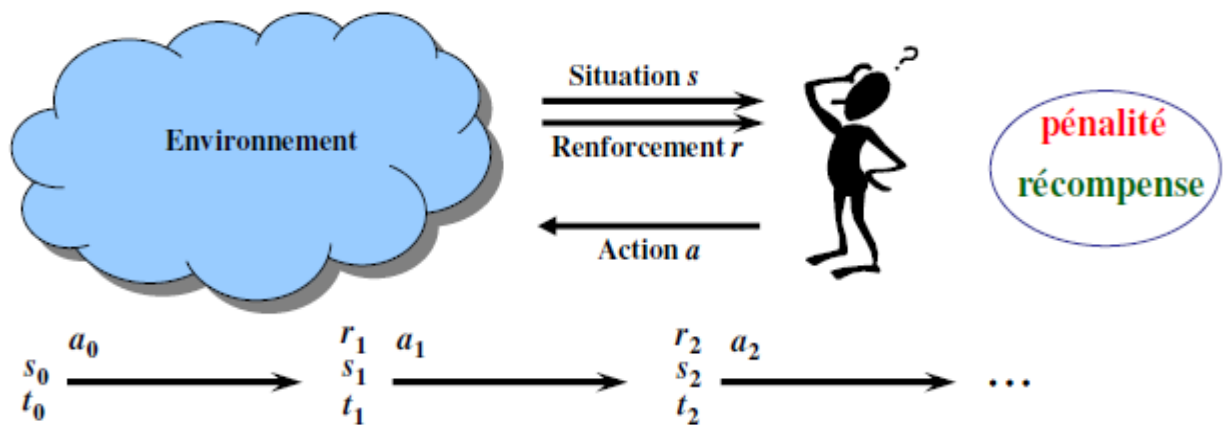 Environnement
Situation s
Renforcement r
Action a
?
pénalité
récompense
a₀ r₁ a₁ r₂ a₂
s₀ s₁ s₂ ...
t₀ t₁ t₂